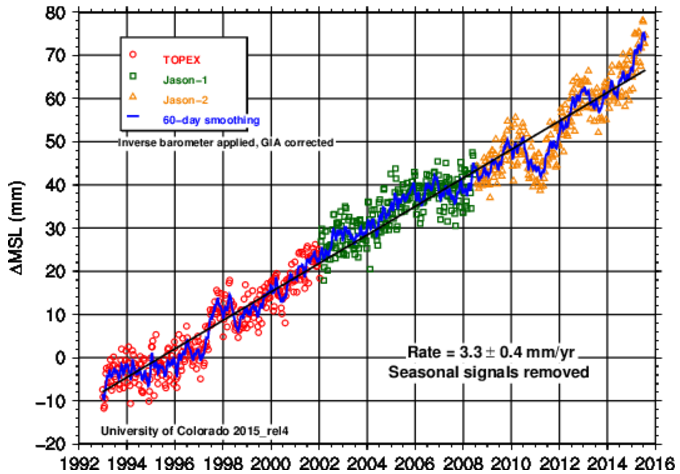 80
70
60
50
40
30
20
10
0
−10
−20
ΔMSL (mm)
TOPEX
Jason−1
Jason−2
60−day smoothing
Inverse barometer applied, GIA corrected
Rate = 3.3 ± 0.4 mm/yr
Seasonal signals removed
University of Colorado 2015_rel4
1992 1994 1996 1998 2000 2002 2004 2006 2008 2010 2012 2014 2016